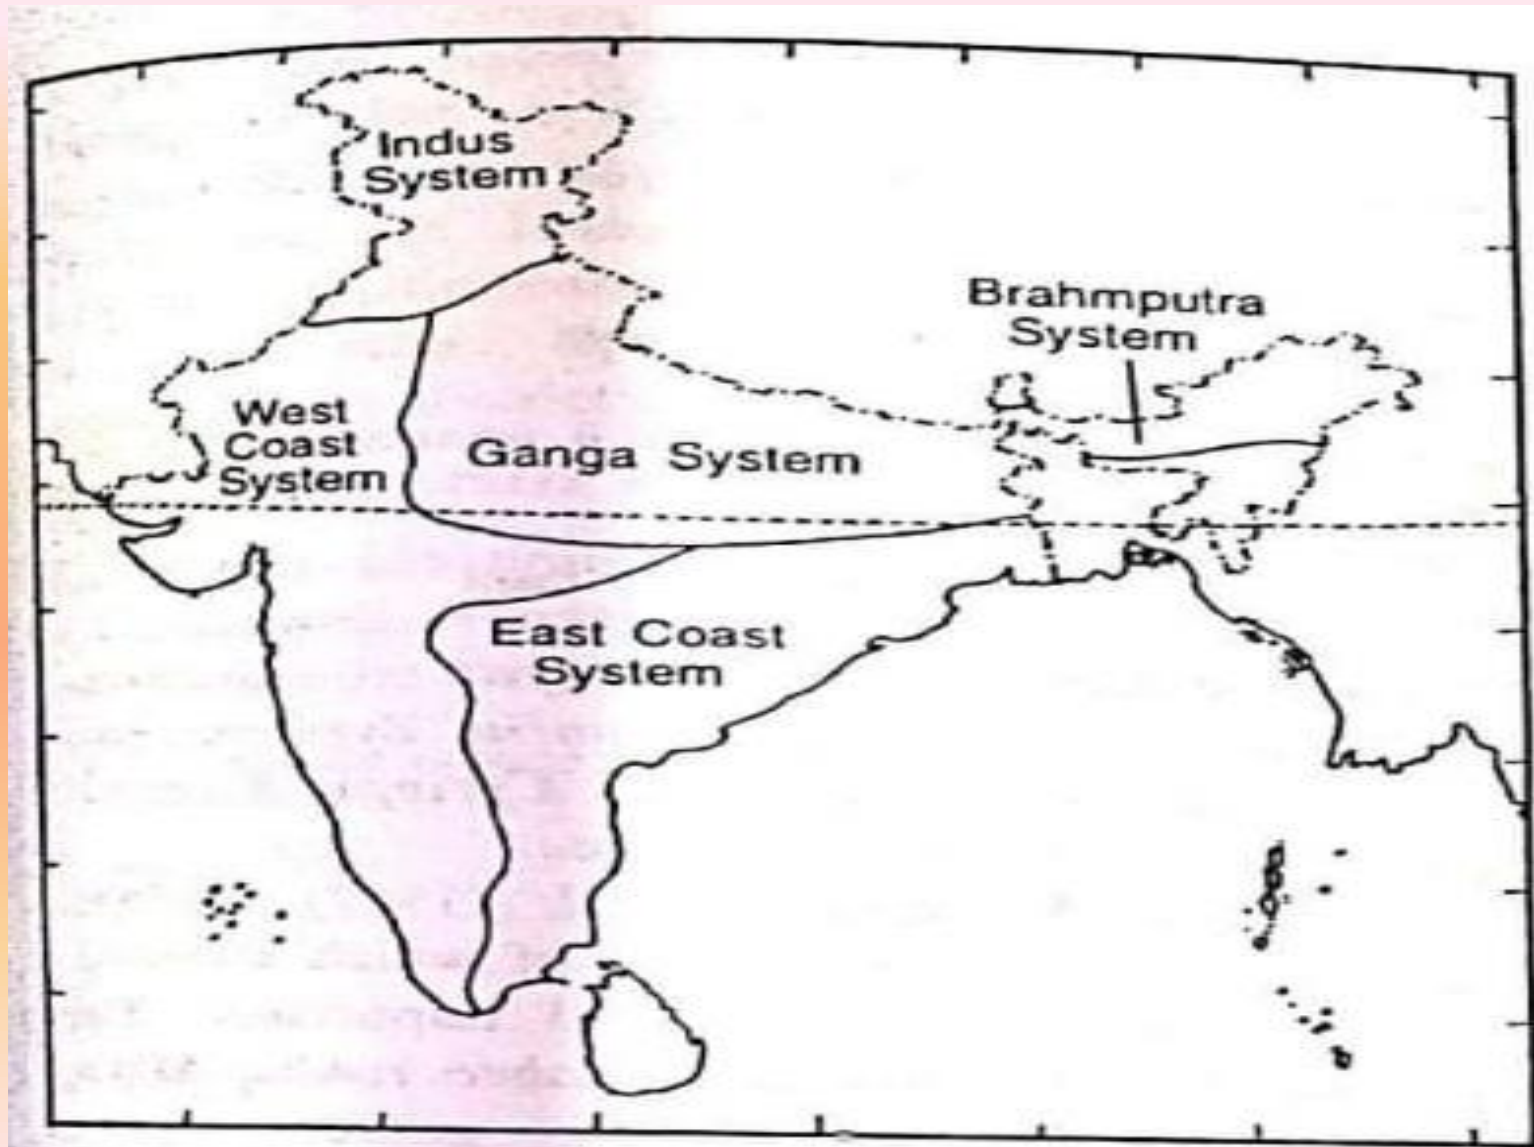 Indus
System
Brahmputra
System
West
Coast
System
Ganga System
East Coast
System